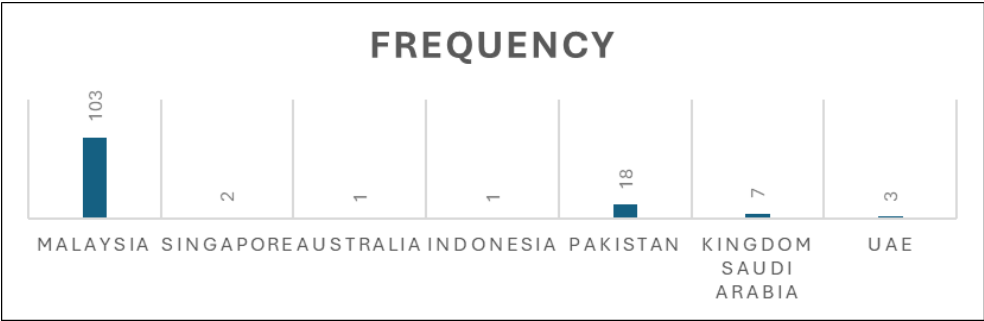 FREQUENCY
103
2
1
1
18
7
3
MALAYSIA
SINGAPORE
AUSTRALIA
INDONESIA
PAKISTAN
KINGDOM
SAUDI
ARABIA
UAE